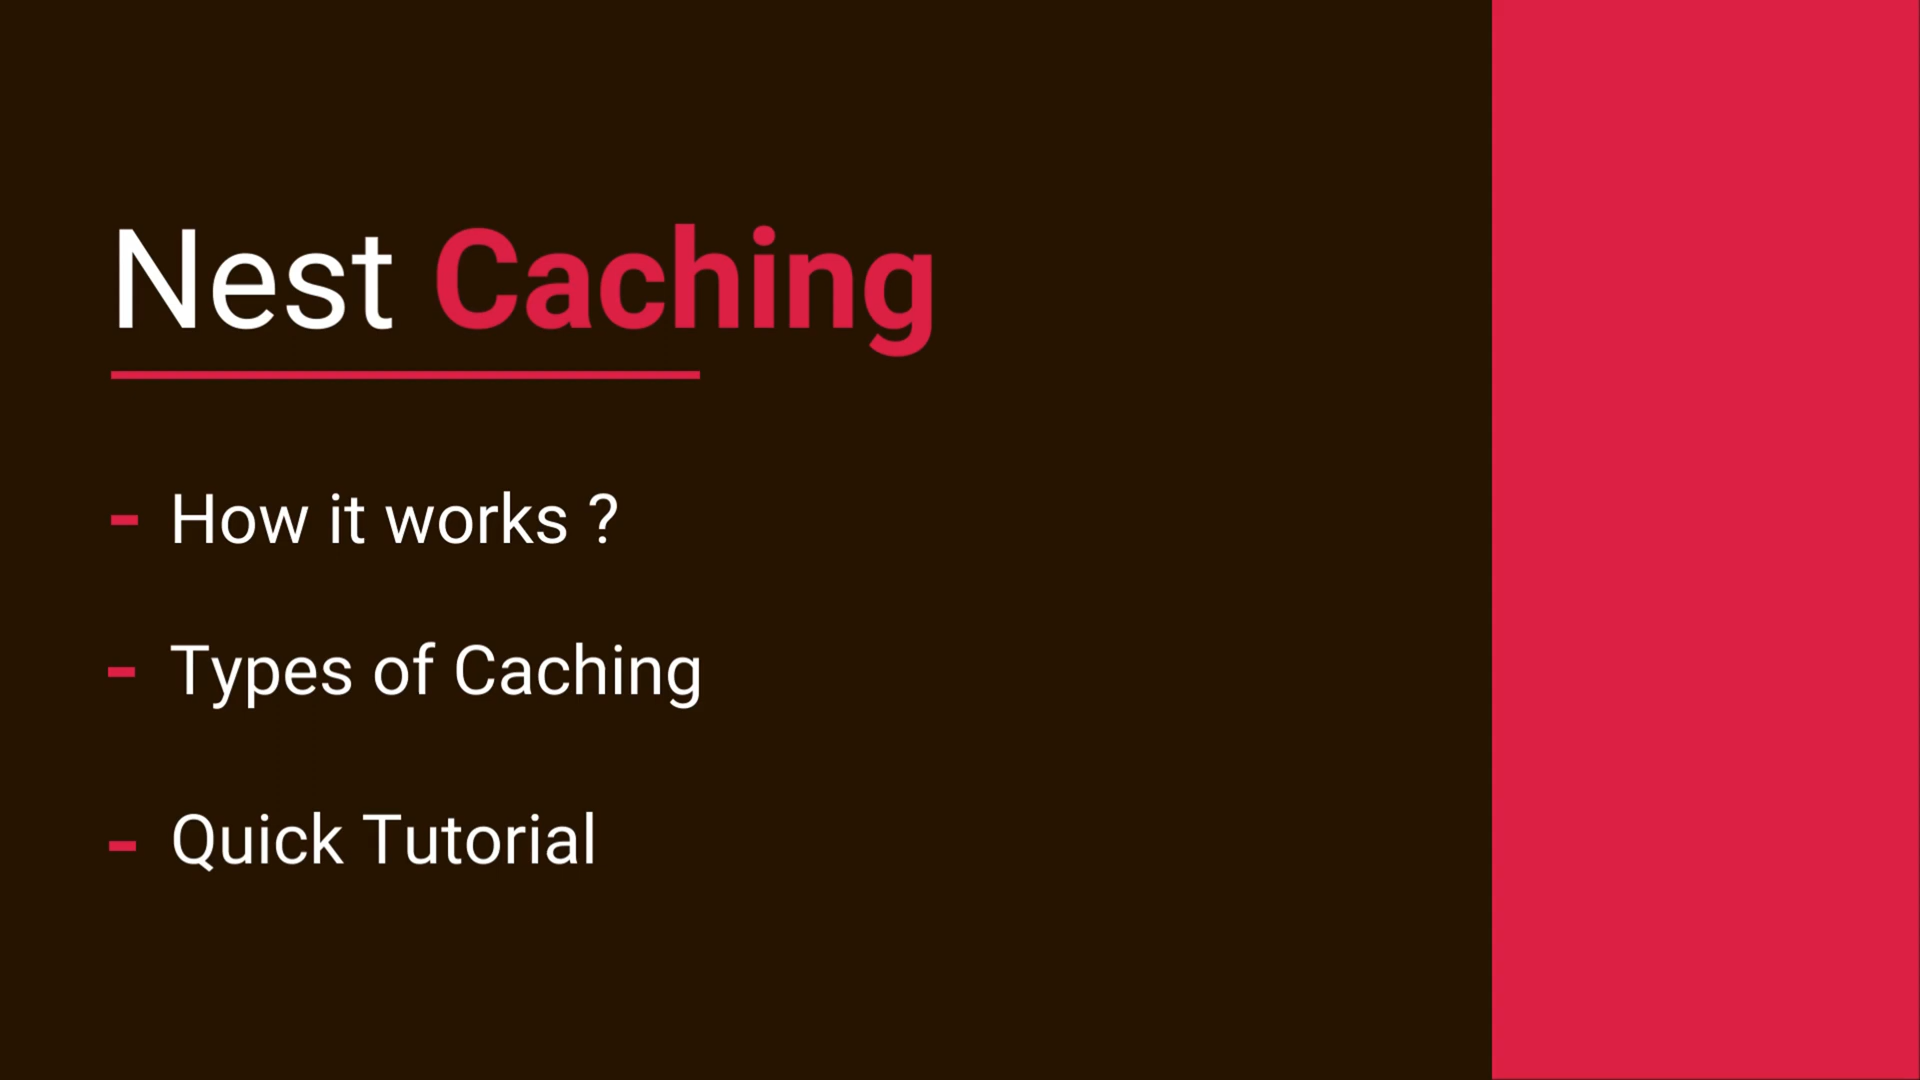 Nest Caching
- How it works ?
- Types of Caching
- Quick Tutorial